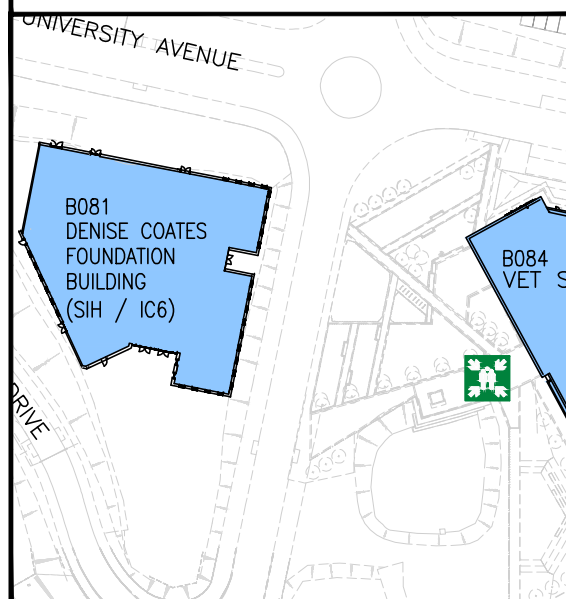 UNIVERSITY AVENUE
B081
DENISE COATES
FOUNDATION
BUILDING
(SIH / IC6)
B084
VET S
DRIVE